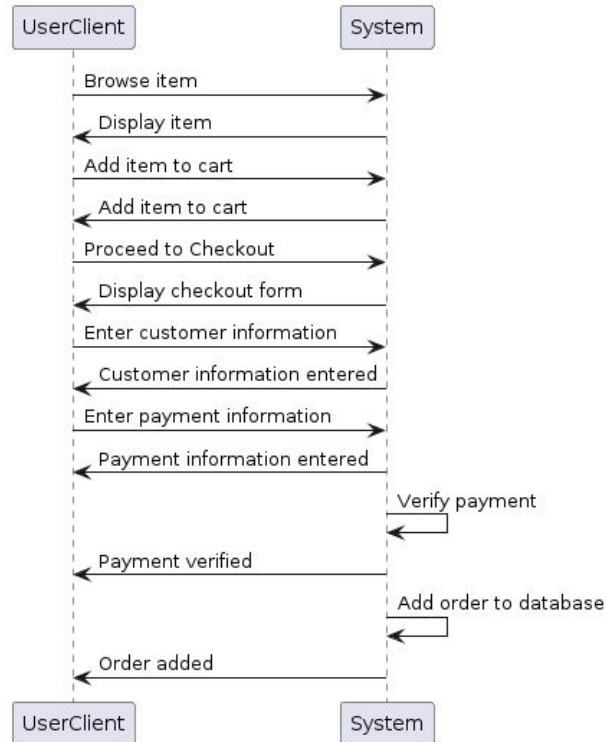 UserClient System
Browse item
Display item
Add item to cart
Add item to cart
Proceed to Checkout
Display checkout form
Enter customer information
Customer information entered
Enter payment information
Payment information entered
Verify payment
Payment verified
Add order to database
Order added
UserClient System